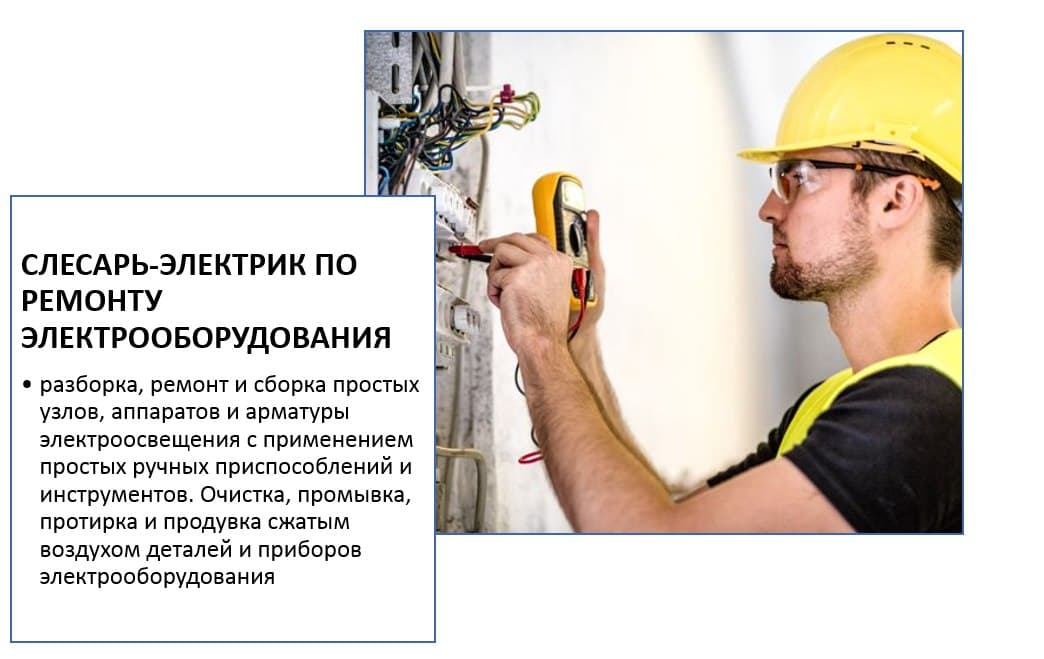 СЛЕСАРЬ-ЭЛЕКТРИК ПО
РЕМОНТУ
ЭЛЕКТРООБОРУДОВАНИЯ
• разборка, ремонт и сборка простых
узлов, аппаратов и арматуры
электроосвещения с применением
простых ручных приспособлений и
инструментов. Очистка, промывка,
протирка и продувка сжатым
воздухом деталей и приборов
электрооборудования